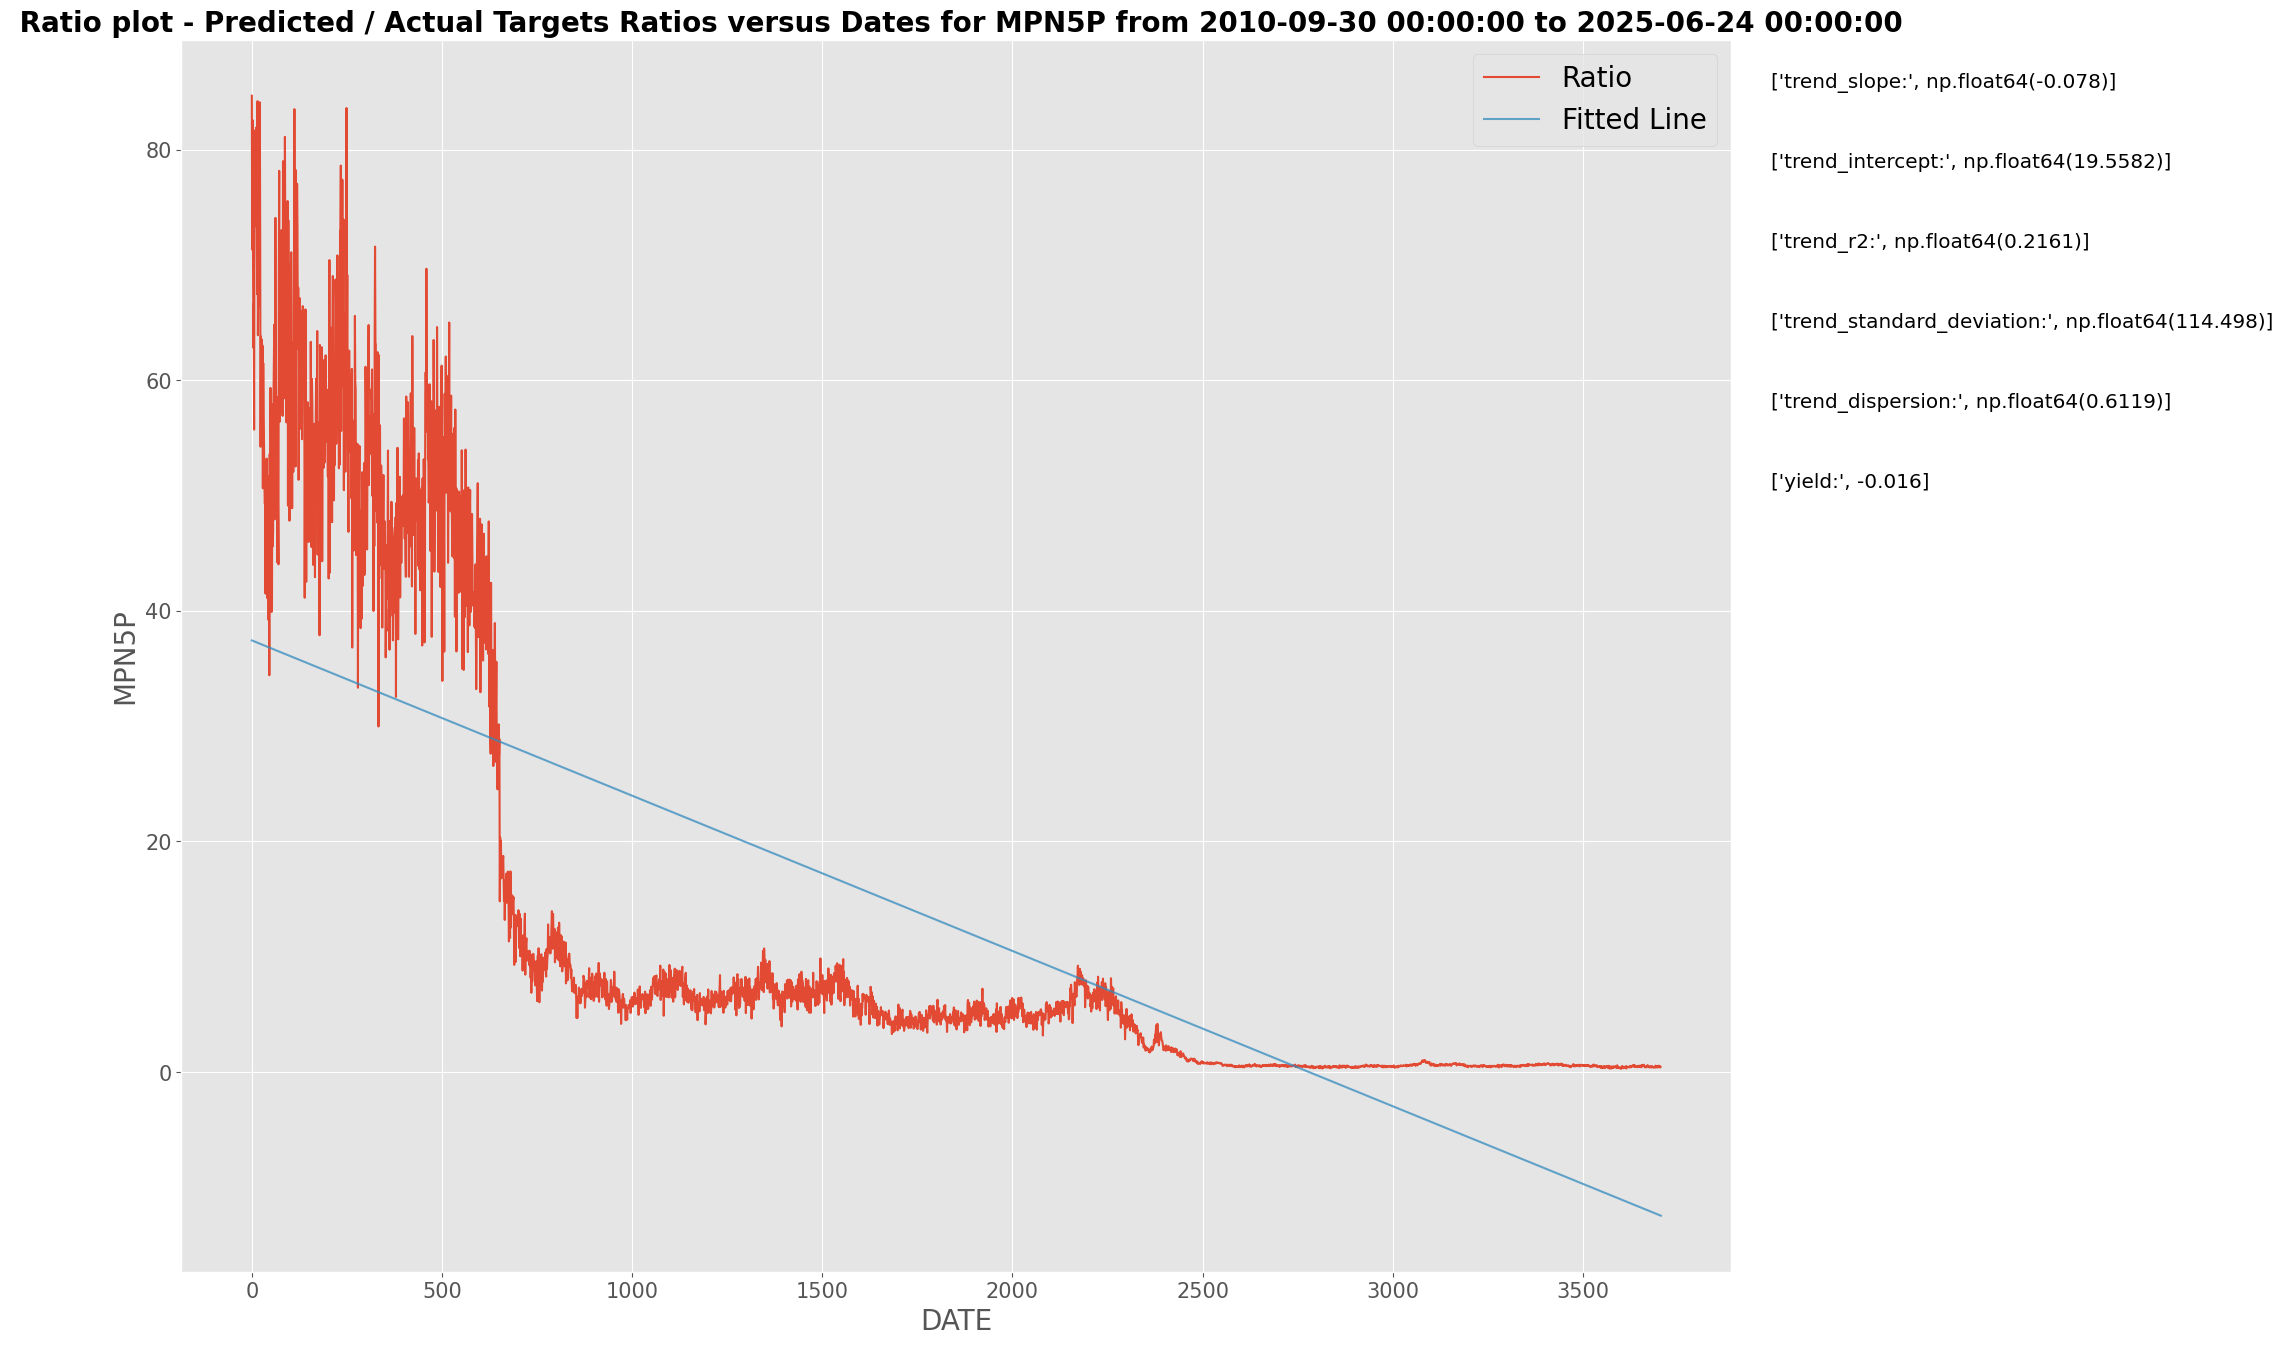 Ratio plot - Predicted / Actual Targets Ratios versus Dates for MPN5P from 2010-09-30 00:00:00 to 2025-06-24 00:00:00
Ratio
Fitted Line
['trend_slope:', np.float64(-0.078)]
['trend_intercept:', np.float64(19.5582)]
['trend_r2:', np.float64(0.2161)]
['trend_standard_deviation:', np.float64(114.498)]
['trend_dispersion:', np.float64(0.6119)]
['yield:', -0.016]
MPN5P
80
60
40
20
0
0 500 1000 1500 2000 2500 3000 3500
DATE